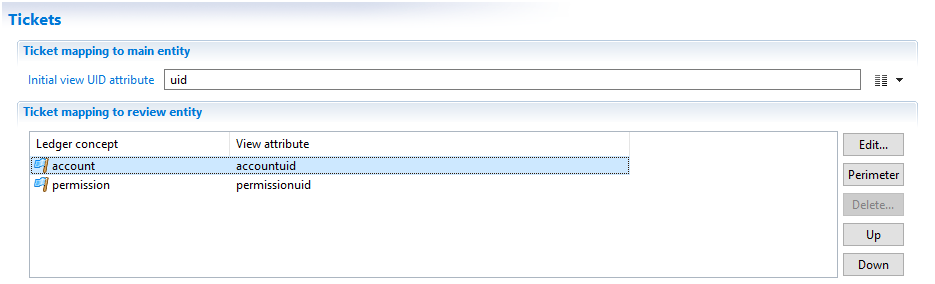 Tickets
Ticket mapping to main entity
Initial view UID attribute uid
Ticket mapping to review entity
Ledger concept View attribute Edit...
account accountuid Perimeter
permission permissionuid Delete...
Up
Down